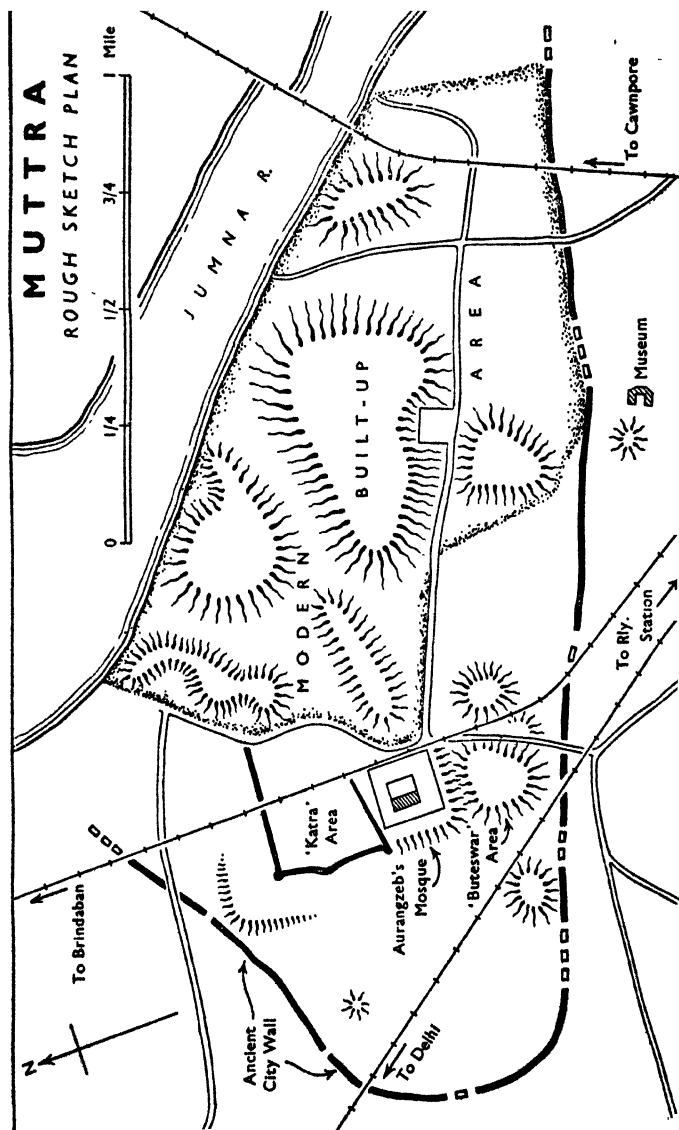 MUTTRA
ROUGH SKETCH PLAN
0
1/4
1/2
3/4
1 Mile
JUMNA R.
N
To Brindaban
Ancient
City Wall
'Katra'
Area
Aurangzeb's
Mosque
'Buteswar'
Area
To Delhi
MODERN
BUILT-UP
AREA
To Rly.
Station
Museum
To Cawnpore